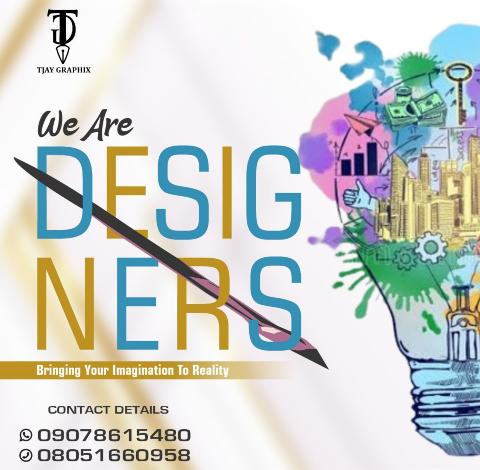 TJAY GRAPHIX
We Are
DESIG
NERS
Bringing Your Imagination To Reality
CONTACT DETAILS
09078615480
08051660958